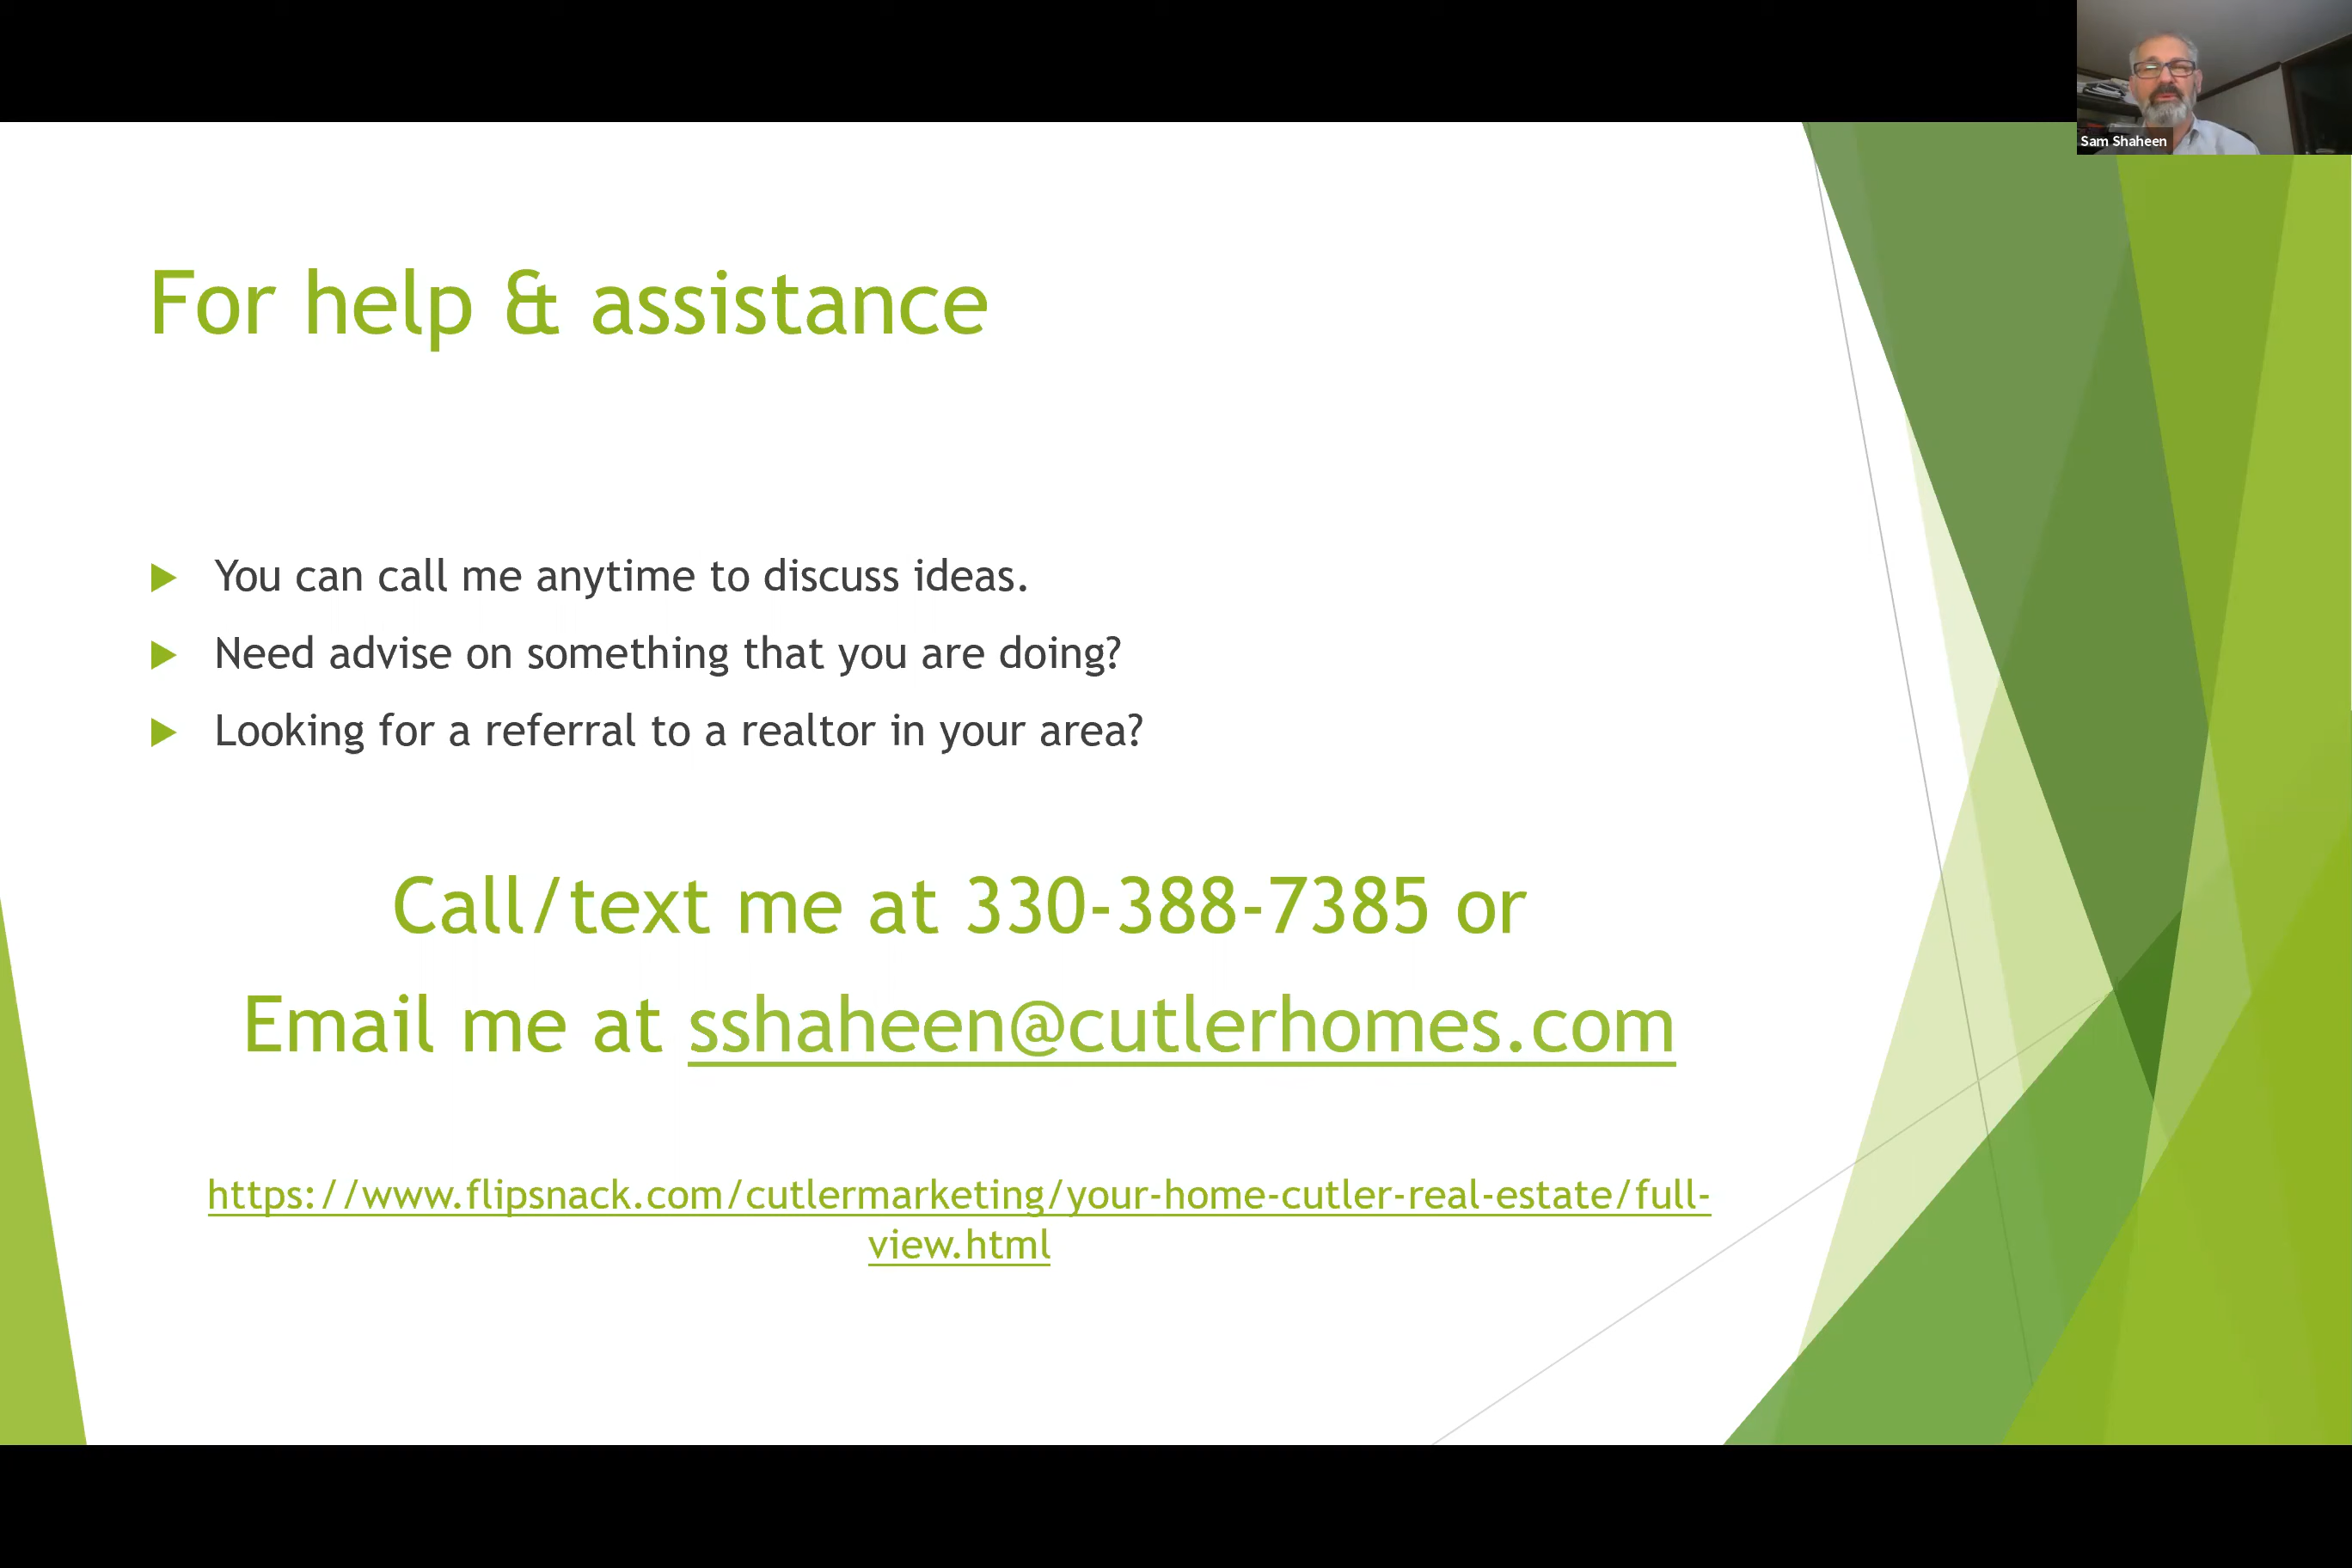 Sam Shaheen
For help & assistance
You can call me anytime to discuss ideas.
Need advise on something that you are doing?
Looking for a referral to a realtor in your area?
Call/text me at 330-388-7385 or
Email me at sshaheen@cutlerhomes.com
https://www.flipsnack.com/cutlermarketing/your-home-cutler-real-estate/full-
view.html